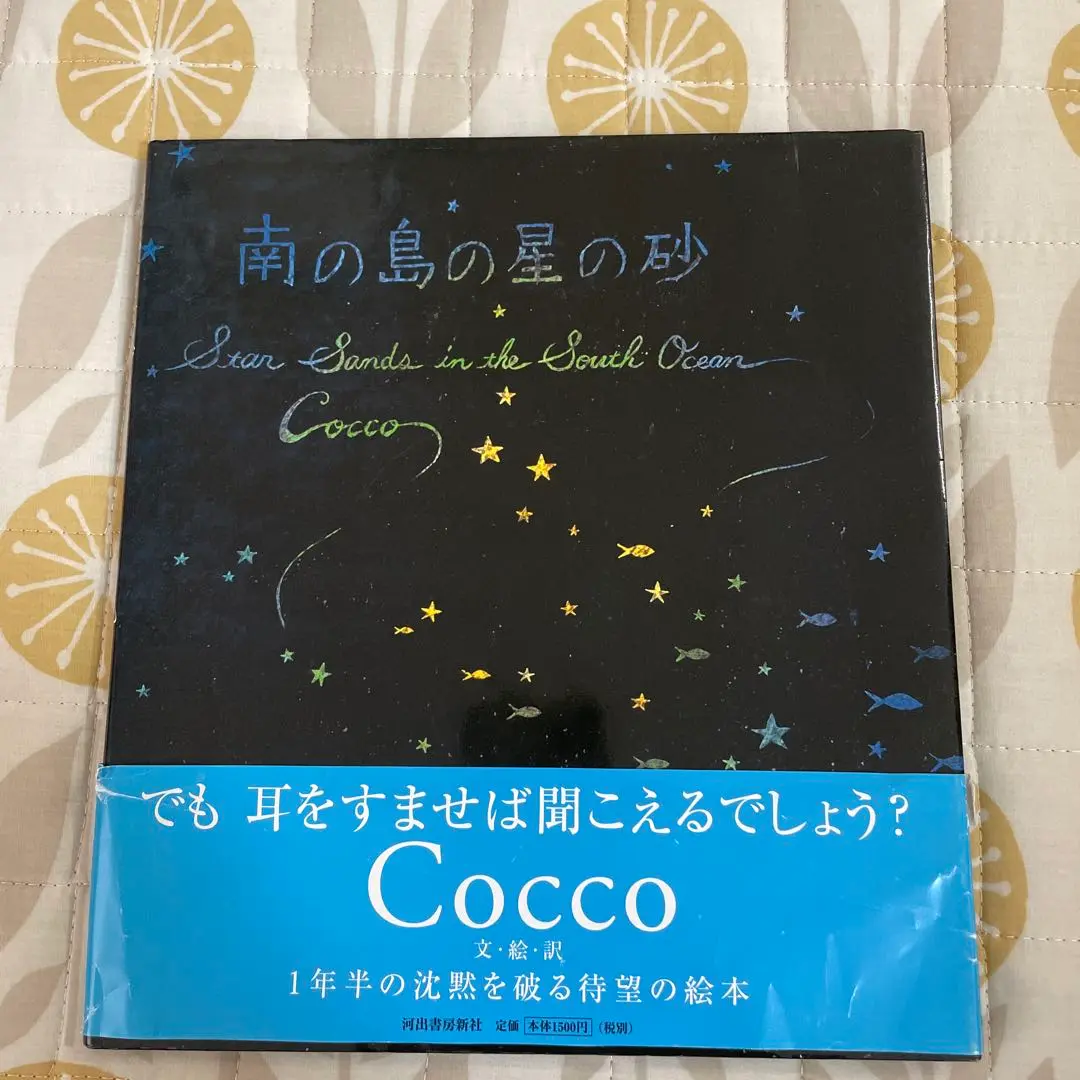 南の島の星の砂
Star Sands in the South Ocean
Cocco
でも 耳をすませば聞こえるでしょう?
Cocco
文・絵・訳
1年半の沈黙を破る待望の絵本
河出書房新社 定価 本体1500円 (税別)